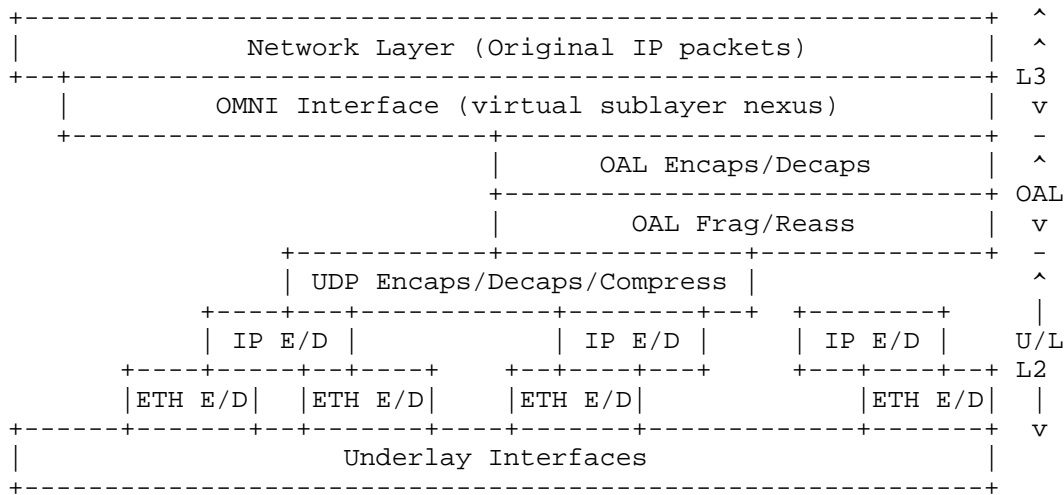 +------------------------------------------------------------+  ^
|              Network Layer (Original IP packets)           |  ^
+--+---------------------------------------------------------+ L3
   |         OMNI Interface (virtual sublayer nexus)         |  v
   +--------------------------+------------------------------+  -
                              |      OAL Encaps/Decaps       |  ^
                              +------------------------------+ OAL
                              |        OAL Frag/Reass        |  v
                 +------------+---------------+--------------+  -
                 | UDP Encaps/Decaps/Compress |                 ^
            +----+---+------------+--------+--+  +--------+     |
            | IP E/D |            | IP E/D |     | IP E/D |    U/L
       +----+-----+--+----+    +--+----+---+     +---+----+--+ L2
       |ETH E/D|  |ETH E/D|    |ETH E/D|             |ETH E/D|  |
+------+-------+--+-------+----+-------+-------------+-------+  v
|                    Underlay Interfaces                     |
+------------------------------------------------------------+